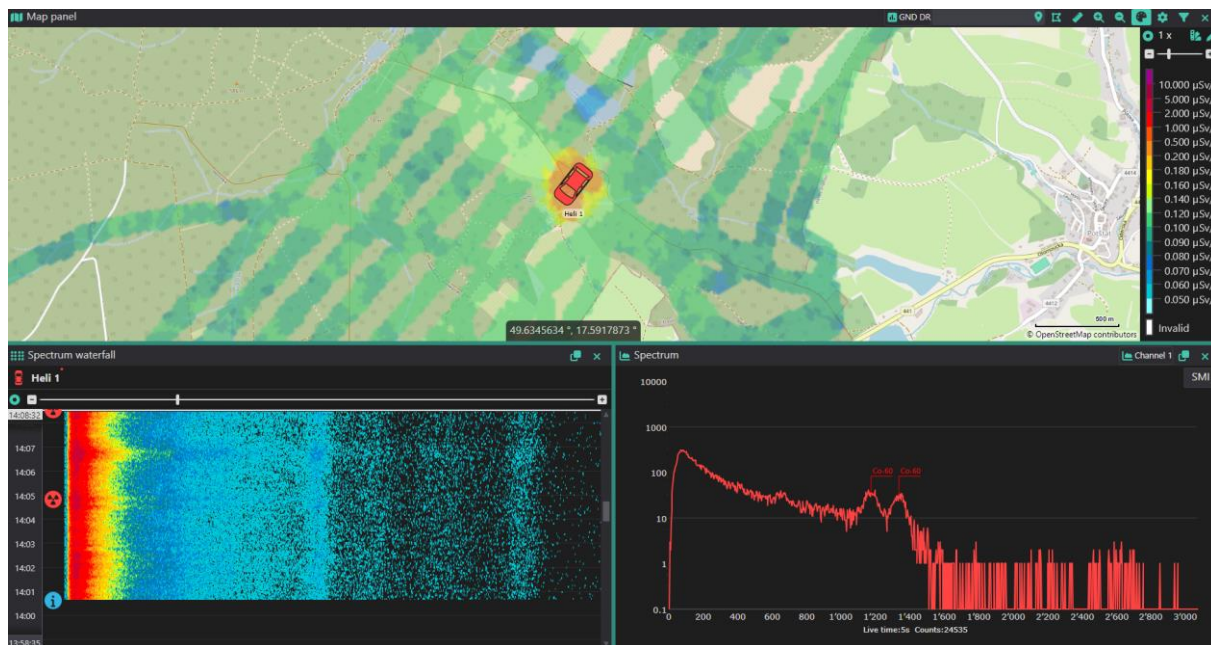 Map panel
GND DR
1 x
10.000 µSv/
5.000 µSv/
2.000 µSv/
1.000 µSv/
0.500 µSv/
0.200 µSv/
0.180 µSv/
0.160 µSv/
0.140 µSv/
0.120 µSv/
0.100 µSv/
0.090 µSv/
0.080 µSv/
0.070 µSv/
0.060 µSv/
0.050 µSv/
Invalid
Heli 1
49.6345634 °, 17.5917873 °
4414
441
441
4412
500 m
© OpenStreetMap contributors
Spectrum waterfall
Heli 1
14:08:32
14:07
14:06
14:05
14:04
14:03
14:02
14:01
14:00
13:58:35
Spectrum
Channel 1
SMI
10000
1000
100
10
1
0.1
Co-60
Co-60
0
200
400
600
800
1'000
1'200
1'400
1'600
1'800
2'000
2'200
2'400
2'600
2'800
3'000
Live time:5s Counts:24535